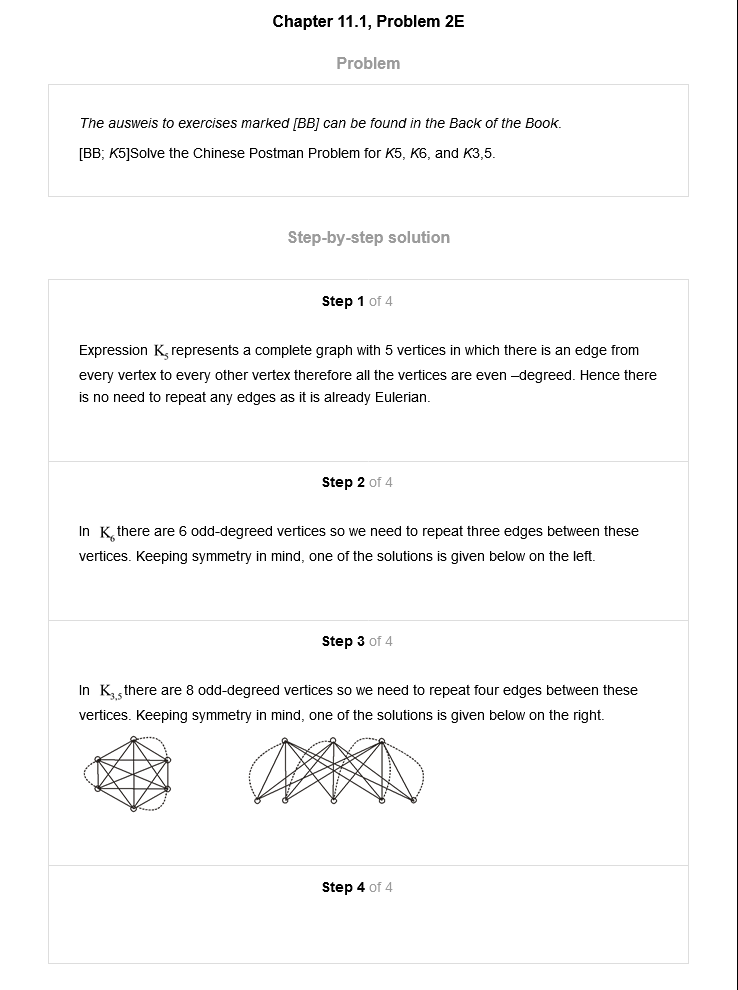 Chapter 11.1, Problem 2E
Problem
The ausweis to exercises marked [BB] can be found in the Back of the Book.
[BB; K5]Solve the Chinese Postman Problem for K5, K6, and K3,5.
Step-by-step solution
Step 1 of 4
Expression K₅ represents a complete graph with 5 vertices in which there is an edge from
every vertex to every other vertex therefore all the vertices are even –degreed. Hence there
is no need to repeat any edges as it is already Eulerian.
Step 2 of 4
In K₆ there are 6 odd-degreed vertices so we need to repeat three edges between these
vertices. Keeping symmetry in mind, one of the solutions is given below on the left.
Step 3 of 4
In K₃,₅ there are 8 odd-degreed vertices so we need to repeat four edges between these
vertices. Keeping symmetry in mind, one of the solutions is given below on the right.
Step 4 of 4